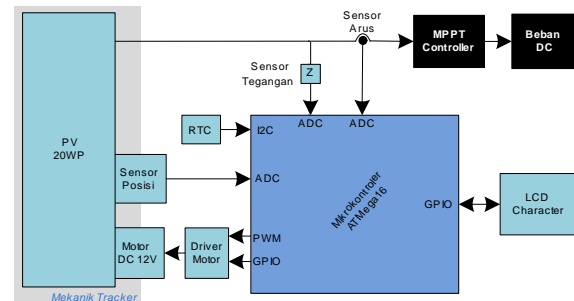 Sensor
Arus
MPPT
Controller
Beban
DC
Sensor
Tegangan
Z
ADC
ADC
RTC
I2C
PV
20WP
Sensor
Posisi
ADC
Mikrokontroler
ATMega16
GPIO
LCD
Character
Motor
DC 12V
Driver
Motor
PWM
GPIO
Mekanik Tracker